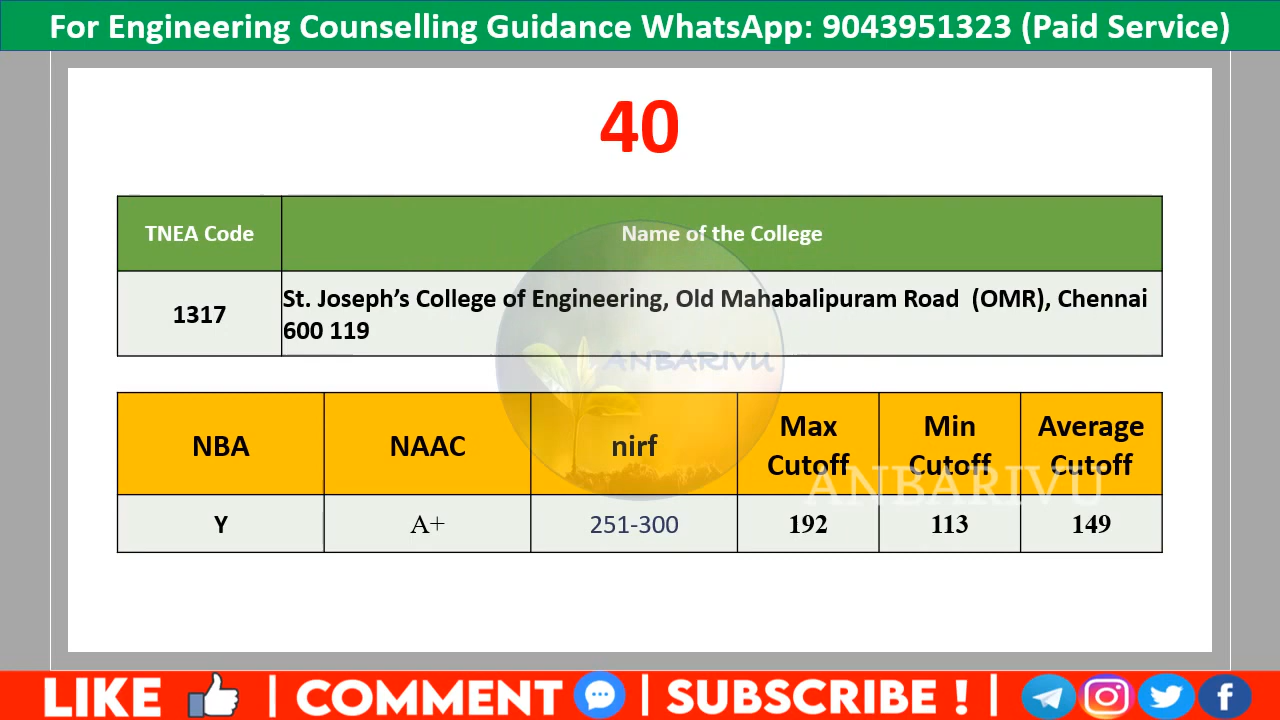 For Engineering Counselling Guidance WhatsApp: 9043951323 (Paid Service)
40
TNEA Code Name of the College
1317 St. Joseph’s College of Engineering, Old Mahabalipuram Road (OMR), Chennai
600 119
ANBARIVU
NBA NAAC nirf Max Cutoff Min Cutoff Average Cutoff
ANBARIVU
Y A+ 251-300 192 113 149
LIKE | COMMENT | SUBSCRIBE ! |